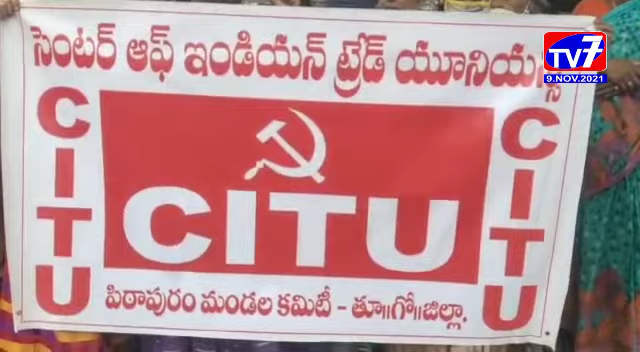 సెంటర్ ఆఫ్ ఇండియన్ ట్రేడ్ యూనియన్స్
TV7
9.NOV.2021
CITU
CITU
CITU
పిఠాపురం మండల కమిటీ - తూ||గో||జిల్లా.